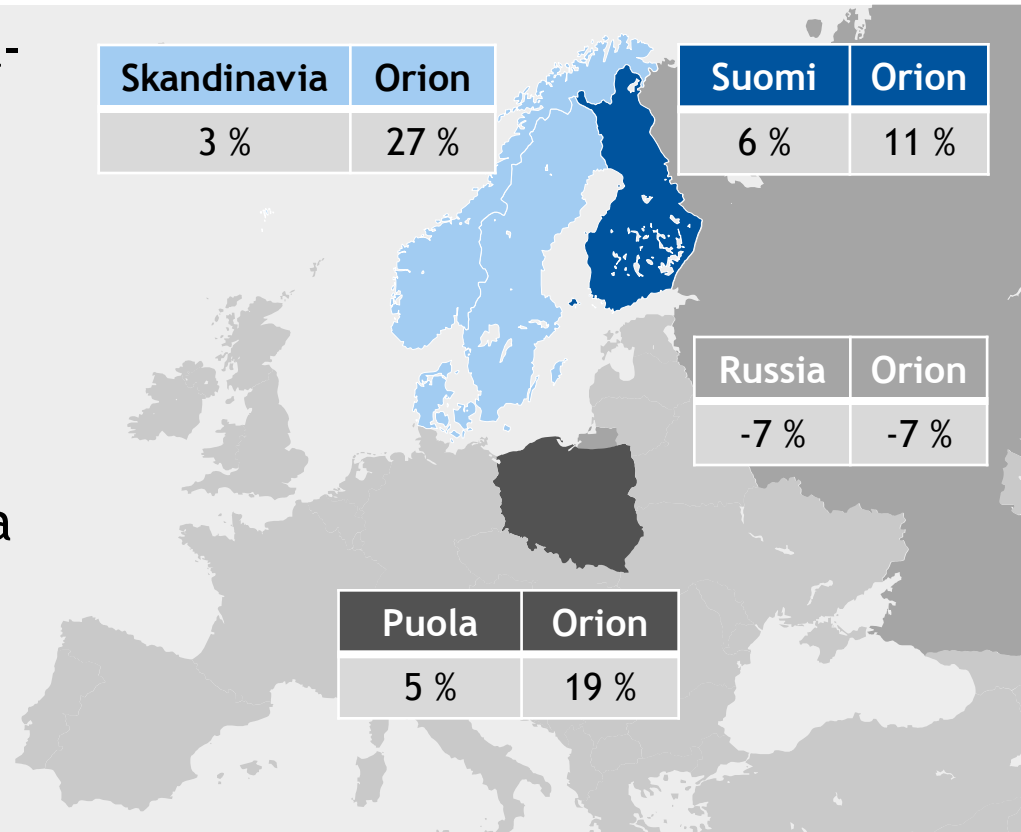 Skandinavia Orion
3 % 27 %
Suomi Orion
6 % 11 %
Russia Orion
-7 % -7 %
a
Puola Orion
5 % 19 %